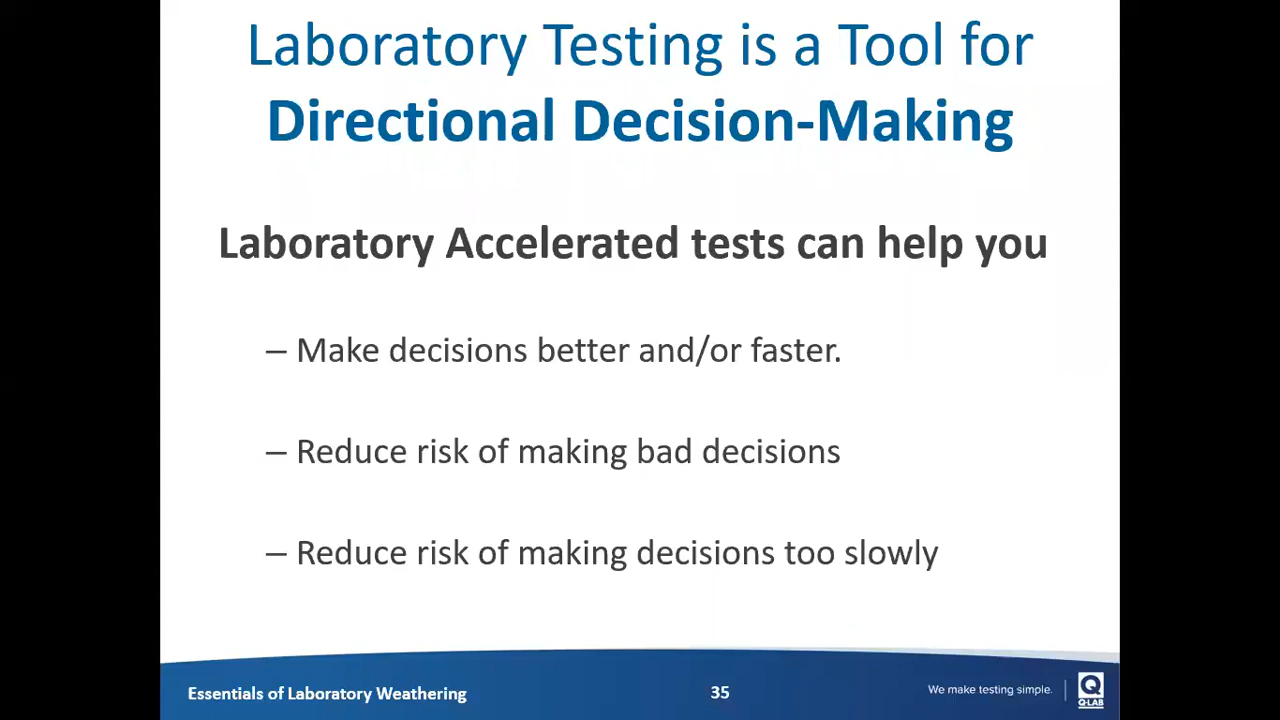 Laboratory Testing is a Tool for
Directional Decision-Making
Laboratory Accelerated tests can help you
– Make decisions better and/or faster.
– Reduce risk of making bad decisions
– Reduce risk of making decisions too slowly
Essentials of Laboratory Weathering
35
We make testing simple.
Q
Q-LAB